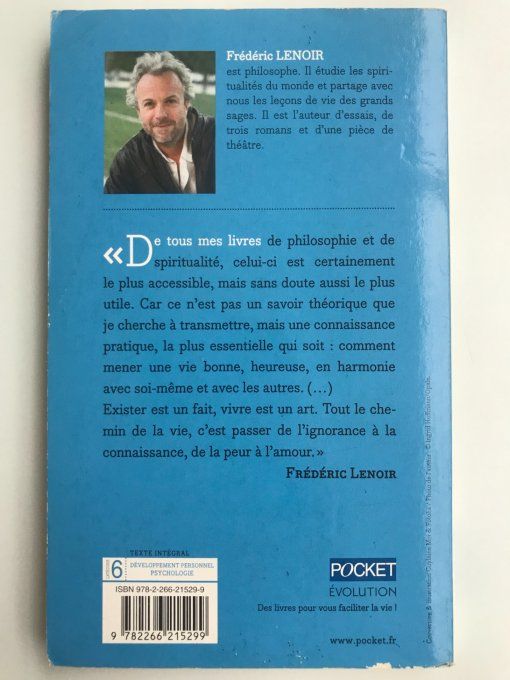 Frédéric LENOIR
est philosophe. Il étudie les spiri-
tualités du monde et partage avec
nous les leçons de vie des grands
sages. Il est l'auteur d'essais, de
trois romans et d'une pièce de
théâtre.
« De tous mes livres de philosophie et de
spiritualité, celui-ci est certainement
le plus accessible, mais sans doute aussi le plus
utile. Car ce n'est pas un savoir théorique que
je cherche à transmettre, mais une connaissance
pratique, la plus essentielle qui soit : comment
mener une vie bonne, heureuse, en harmonie
avec soi-même et avec les autres. (...)
Exister est un fait, vivre est un art. Tout le che-
min de la vie, c'est passer de l'ignorance à la
connaissance, de la peur à l'amour. »
FRÉDÉRIC LENOIR
TEXTE INTÉGRAL
6
DÉVELOPPEMENT PERSONNEL
PSYCHOLOGIE
ISBN 978-2-266-21529-9
9 782266 215299
POCKET
ÉVOLUTION
Des livres pour vous faciliter la vie !
www.pocket.fr